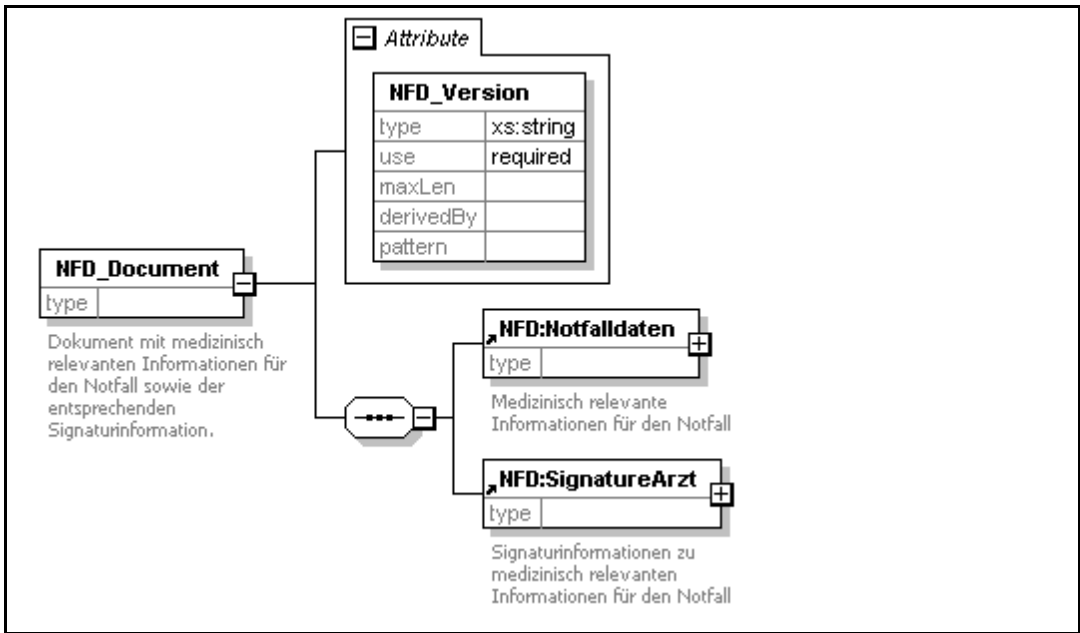 Attribute
NFD_Version
type xs:string
use required
maxLen
derivedBy
pattern
NFD_Document
type
Dokument mit medizinisch
relevanten Informationen für
den Notfall sowie der
entsprechenden
Signaturinformation.
NFD:Notfalldaten
type
Medizinisch relevante
Informationen für den Notfall
NFD:SignatureArzt
type
Signaturinformationen zu
medizinisch relevanten
Informationen für den Notfall